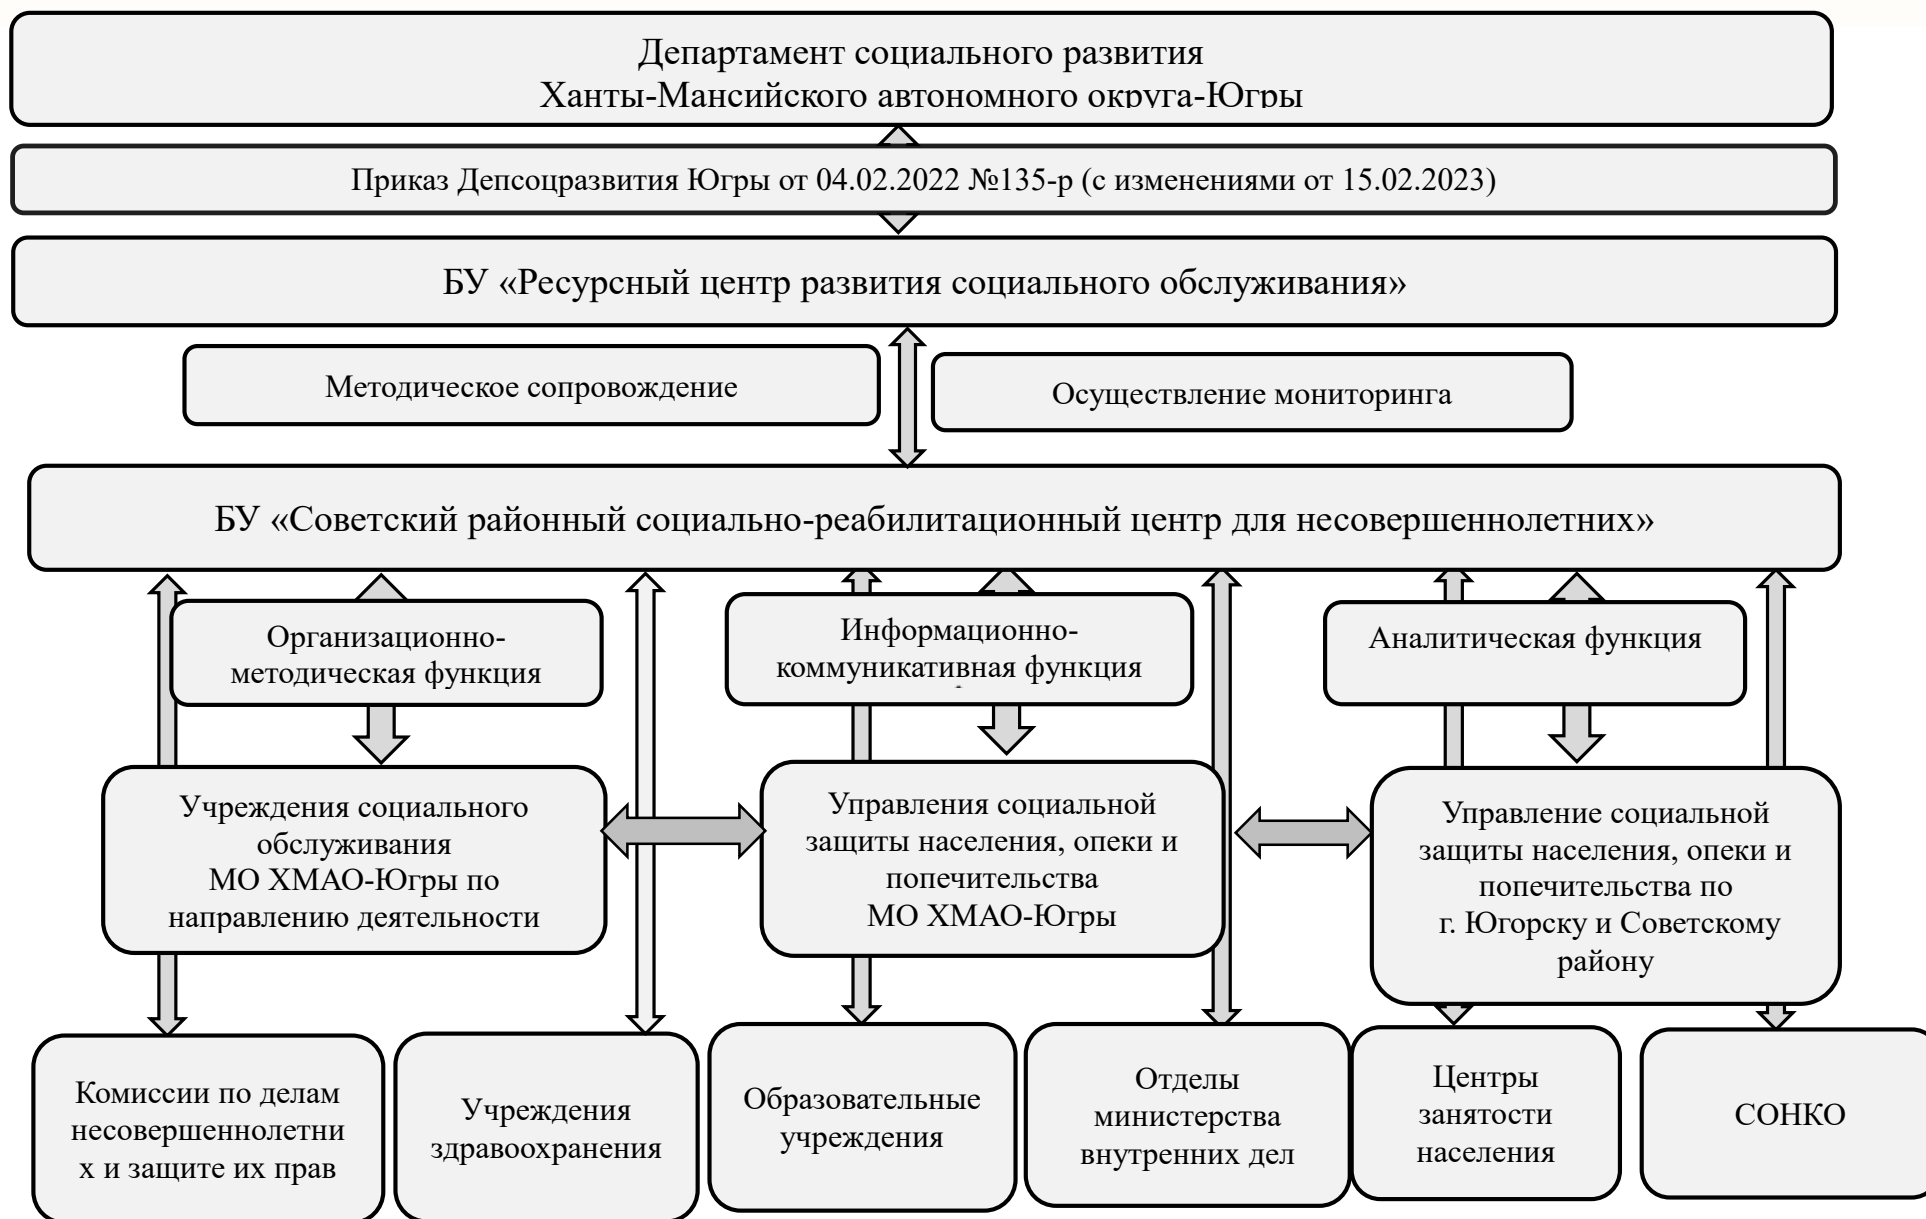 Департамент социального развития
Ханты-Мансийского автономного округа-Югры
Приказ Депсоцразвития Югры от 04.02.2022 №135-р (с изменениями от 15.02.2023)
БУ «Ресурсный центр развития социального обслуживания»
Методическое сопровождение
Осуществление мониторинга
БУ «Советский районный социально-реабилитационный центр для несовершеннолетних»
Организационно-
методическая функция
Информационно-
коммуникативная функция
Аналитическая функция
Учреждения социального
обслуживания
МО ХМАО-Югры по
направлению деятельности
Управления социальной
защиты населения, опеки и
попечительства
МО ХМАО-Югры
Управление социальной
защиты населения, опеки и
попечительства по
г. Югорску и Советскому
району
Комиссии по делам
несовершеннолетни
х и защите их прав
Учреждения
здравоохранения
Образовательные
учреждения
Отделы
министерства
внутренних дел
Центры
занятости
населения
СОНКО